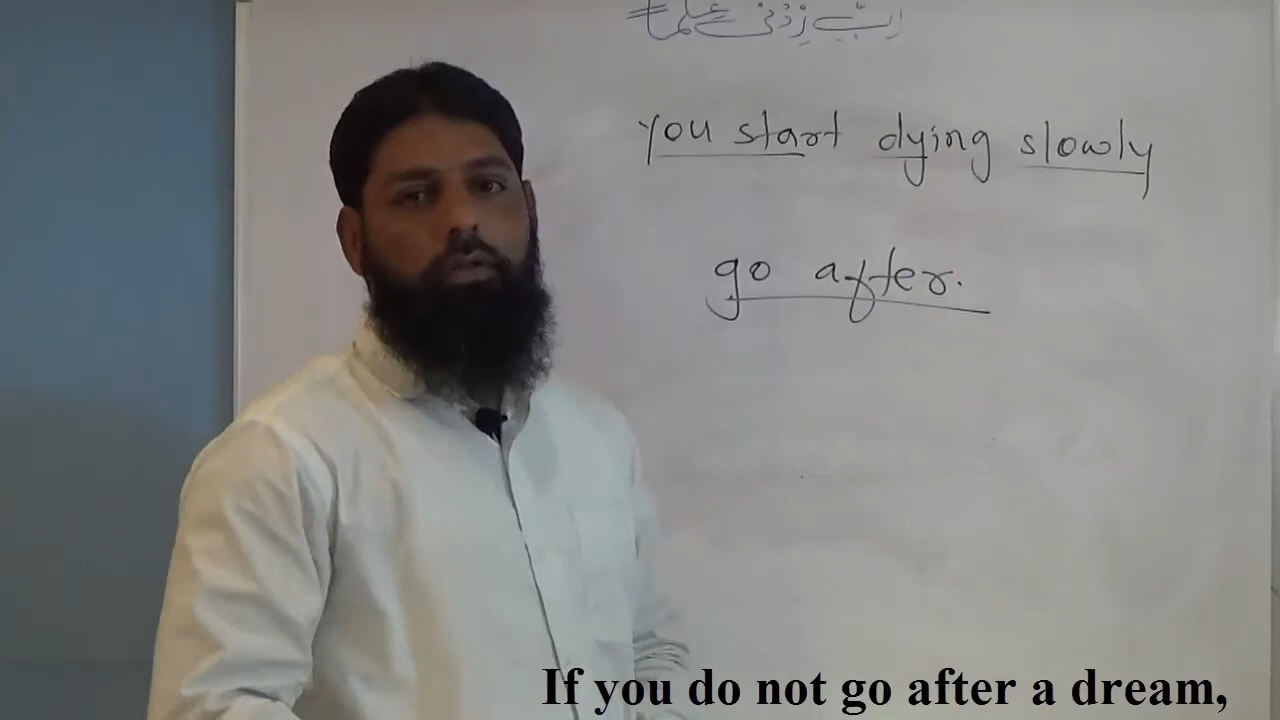 رَبِّ زِدْنِي عِلْمًا
you start dying slowly
go after.
If you do not go after a dream,